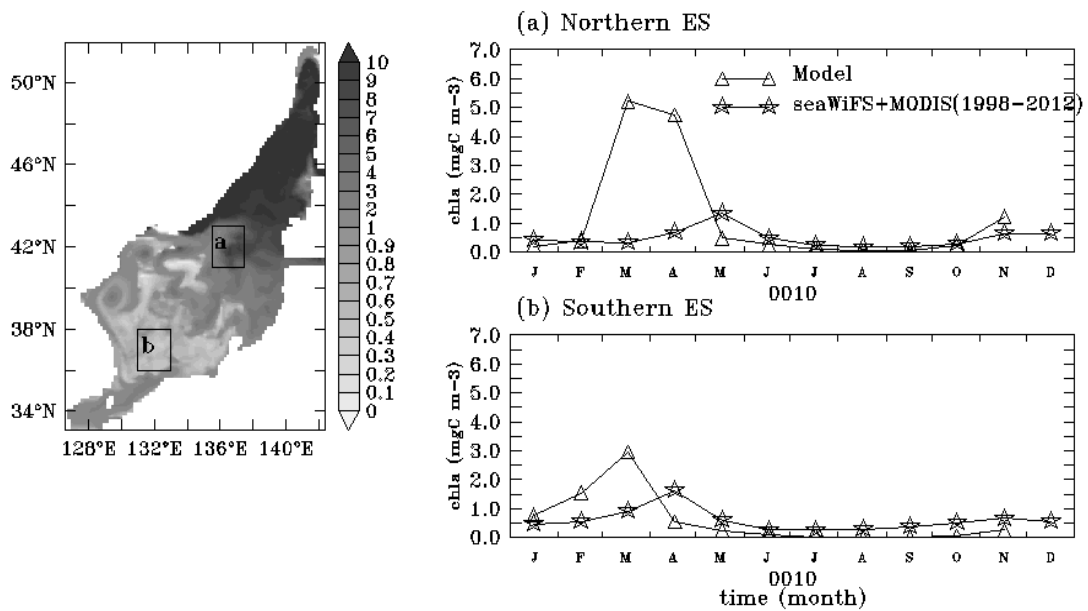 50°N
46°N
42°N
38°N
34°N
128°E 132°E 136°E 140°E
a
b
10
9
8
7
6
5
4
3
2
1
0.9
0.8
0.7
0.6
0.5
0.4
0.3
0.2
0.1
0
(a) Northern ES
chla (mgC m-3)
7.0
6.0
5.0
4.0
3.0
2.0
1.0
0.0
Model
seaWiFS+MODIS(1998-2012)
J F M A M J J A S O N D
0010
(b) Southern ES
chla (mgC m-3)
7.0
6.0
5.0
4.0
3.0
2.0
1.0
0.0
J F M A M J J A S O N D
0010
time (month)